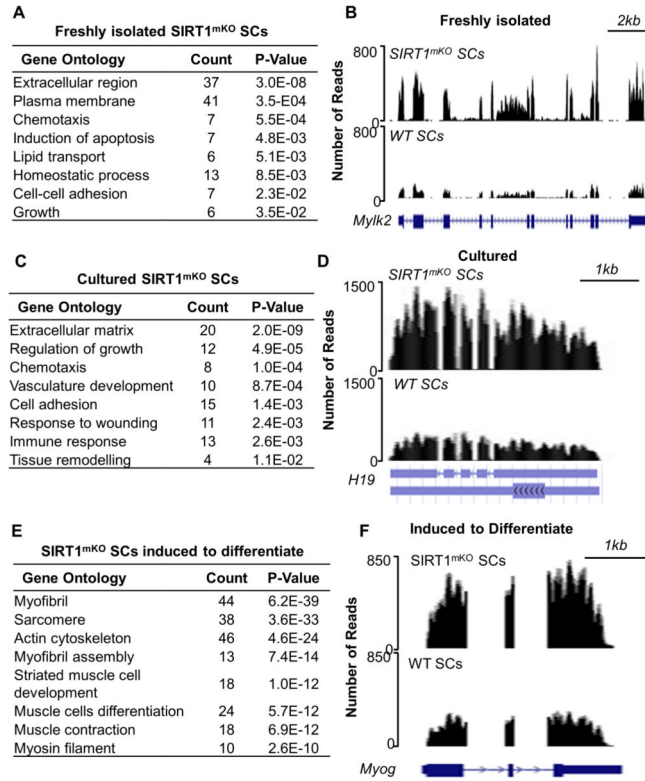 A
Freshly isolated SIRT1mKO SCs
Gene Ontology Count P-Value
Extracellular region 37 3.0E-08
Plasma membrane 41 3.5-E04
Chemotaxis 7 5.5E-04
Induction of apoptosis 7 4.8E-03
Lipid transport 6 5.1E-03
Homeostatic process 13 8.5E-03
Cell-cell adhesion 7 2.3E-02
Growth 6 3.5E-02
B
Freshly isolated
2kb
SIRT1mKO SCs
800
0
800
WT SCs
0
Number of Reads
Mylk2
C
Cultured SIRT1mKO SCs
Gene Ontology Count P-Value
Extracellular matrix 20 2.0E-09
Regulation of growth 12 4.9E-05
Chemotaxis 8 1.0E-04
Vasculature development 10 8.7E-04
Cell adhesion 15 1.4E-03
Response to wounding 11 2.4E-03
Immune response 13 2.6E-03
Tissue remodelling 4 1.1E-02
D
Cultured
SIRT1mKO SCs
1kb
1500
0
1500
WT SCs
0
Number of Reads
H19
E
SIRT1mKO SCs induced to differentiate
Gene Ontology Count P-Value
Myofibril 44 6.2E-39
Sarcomere 38 3.6E-33
Actin cytoskeleton 46 4.6E-24
Myofibril assembly 13 7.4E-14
Striated muscle cell
development 18 1.0E-12
Muscle cells differentiation 24 5.7E-12
Muscle contraction 18 6.9E-12
Myosin filament 10 2.6E-10
F
Induced to Differentiate
1kb
850
SIRT1mKO SCs
0
850
WT SCs
0
Number of Reads
Myog